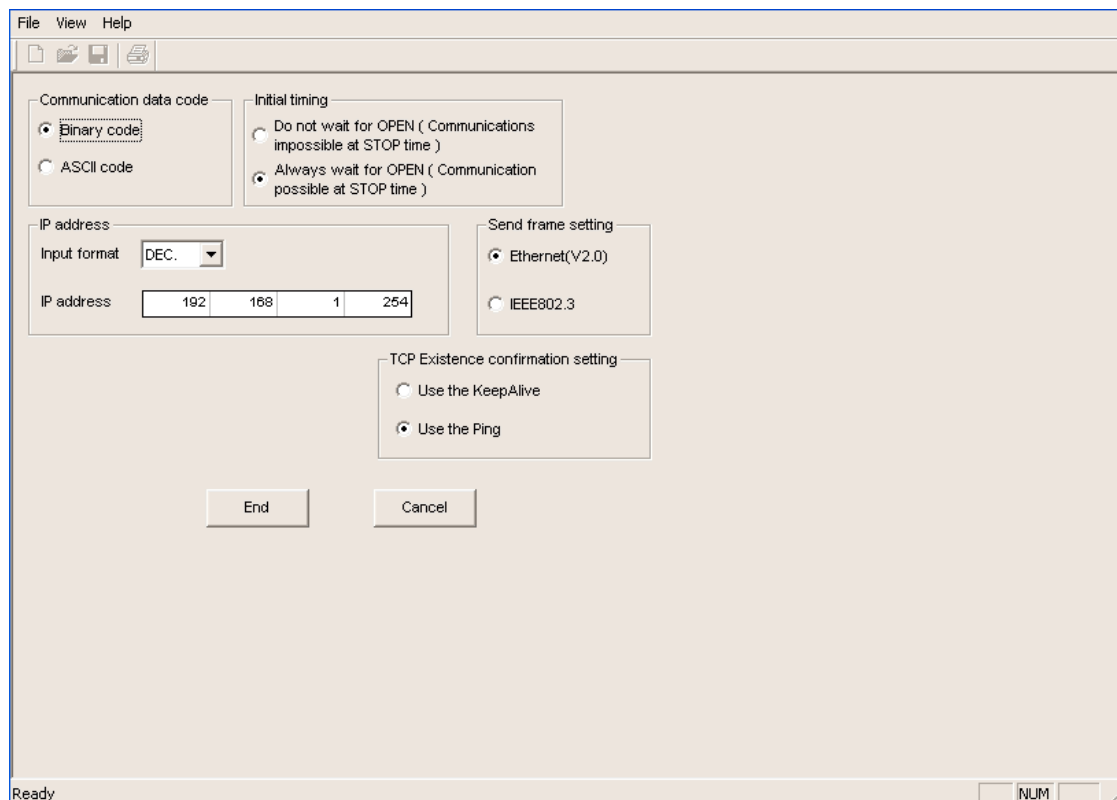 File View Help
Communication data code
Binary code
ASCII code
Initial timing
Do not wait for OPEN ( Communications
impossible at STOP time )
Always wait for OPEN ( Communication
possible at STOP time )
IP address
Input format DEC.
IP address 192 168 1 254
Send frame setting
Ethernet(V2.0)
IEEE802.3
TCP Existence confirmation setting
Use the KeepAlive
Use the Ping
End Cancel
Ready NUM